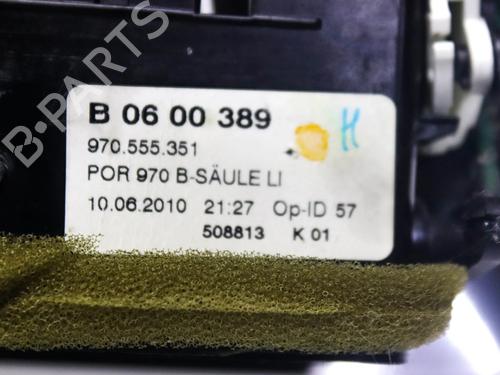 B 06 00 389
970.555.351
H
POR 970 B-SÄULE LI
10.06.2010 21:27 Op-ID 57
508813 K 01
B-PARTS